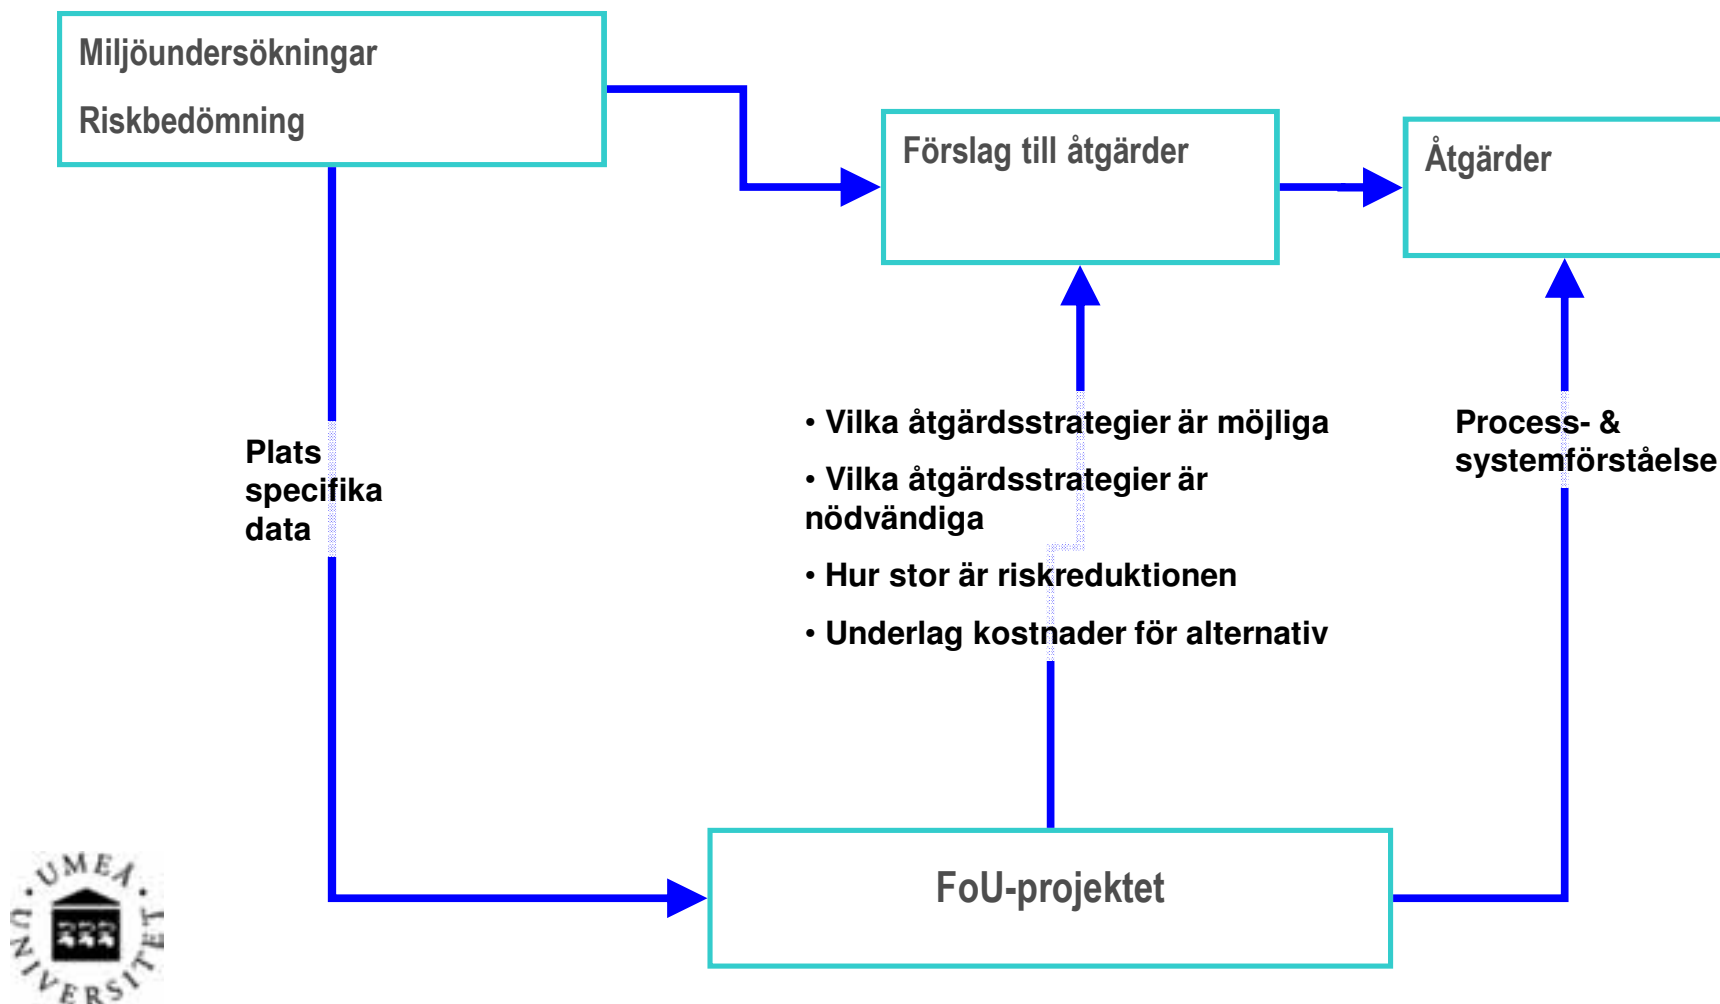 Miljöundersökningar
Riskbedömning
Förslag till åtgärder
Åtgärder
Plats
specifika
data
• Vilka åtgärdsstrategier är möjliga
• Vilka åtgärdsstrategier är
nödvändiga
• Hur stor är riskreduktionen
• Underlag kostnader för alternativ
Process- &
systemförståelse
FoU-projektet
UMEÅ UNIVERSITET